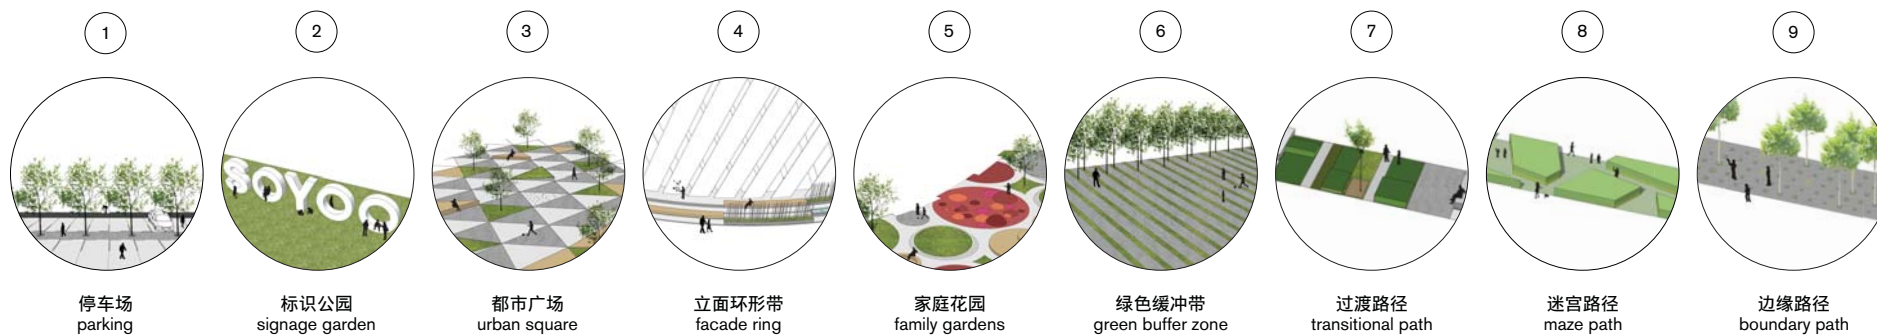 1
2
3
4
5
6
7
8
9
SOYOO
停车场
parking
标识公园
signage garden
都市广场
urban square
立面环形带
facade ring
家庭花园
family gardens
绿色缓冲带
green buffer zone
过渡路径
transitional path
迷宫路径
maze path
边缘路径
boundary path